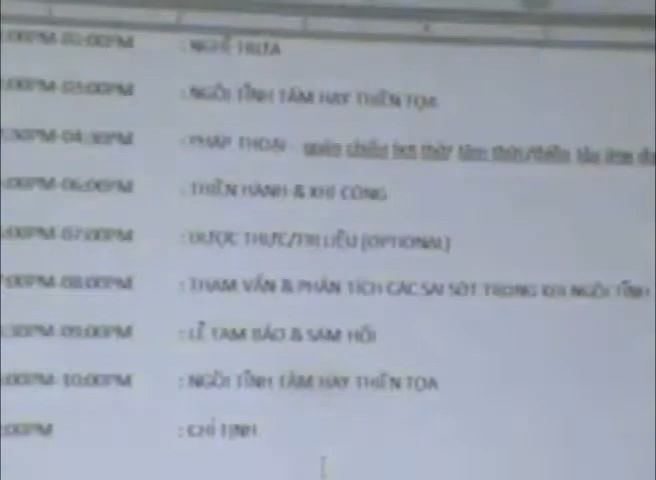 :00PM-02:00PM : NGHỈ TRƯA
:00PM-03:00PM : NGỒI TĨNH TÂM HAY THIỀN TỌA
:30PM-04:30PM : PHÁP THOẠI - quán chiếu
:00PM-06:00PM : THIỀN HÀNH & KHÍ CÔNG
:00PM-07:00PM : DƯỢC THỰC/TRỊ LIỆU (OPTIONAL)
:00PM-08:00PM : THAM VẤN & PHÂN TÍCH CÁC SAI SÓT TRONG KHI NGỒI TĨNH
:30PM-09:00PM : LỄ TAM BẢO & SÁM HỐI
:00PM-10:00PM : NGỒI TĨNH TÂM HAY THIỀN TỌA
:00PM : CHỈ TỊNH